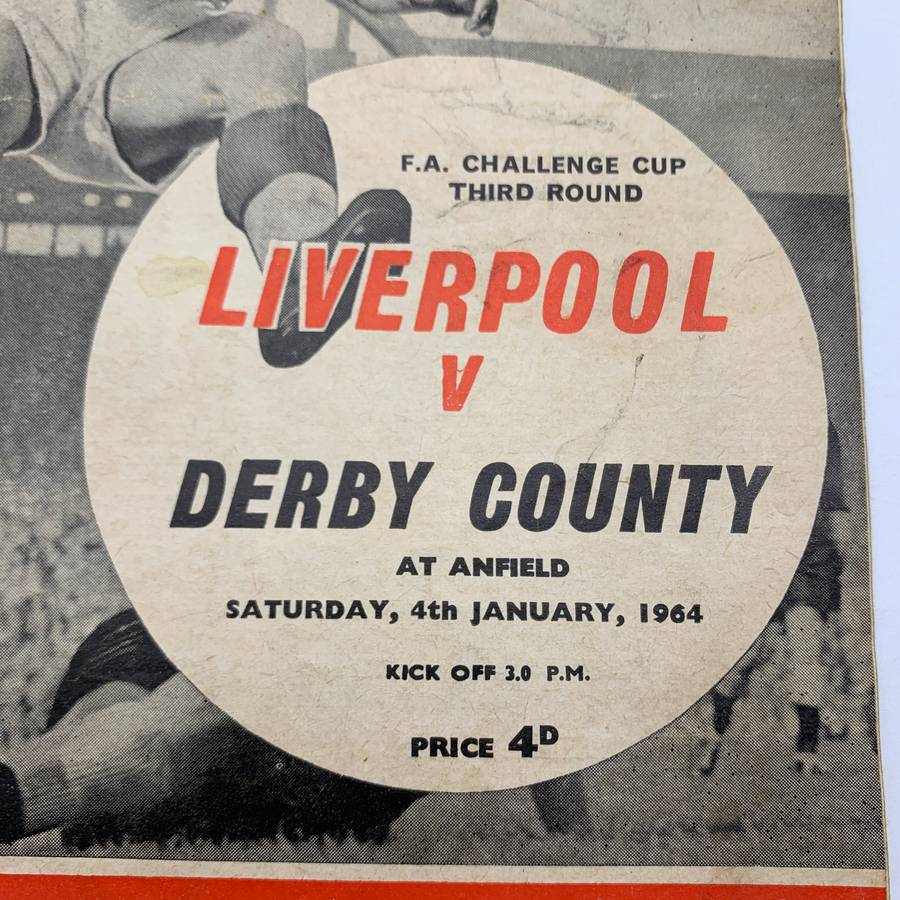 F.A. CHALLENGE CUP
THIRD ROUND
LIVERPOOL
V
DERBY COUNTY
AT ANFIELD
SATURDAY, 4th JANUARY, 1964
KICK OFF 3.0 P.M.
PRICE 4D